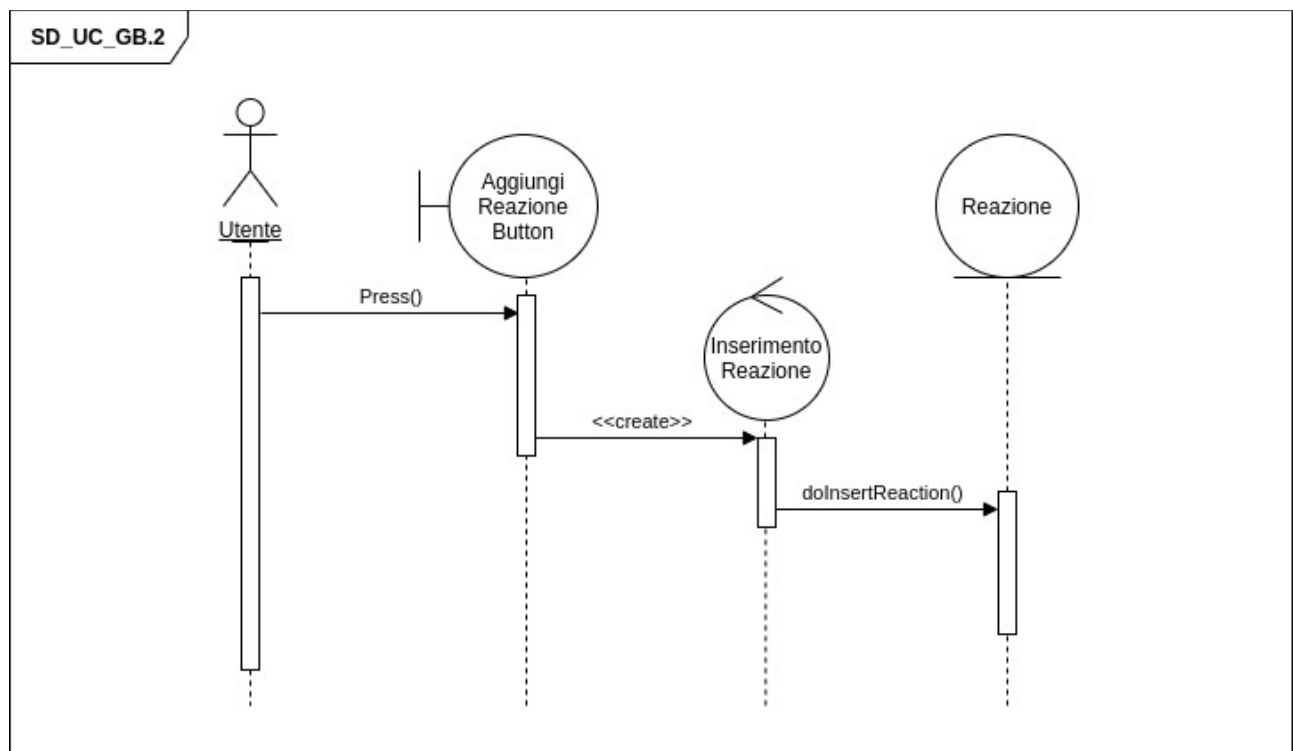 SD_UC_GB.2
Utente
Aggiungi
Reazione
Button
Reazione
Press()
Inserimento
Reazione
<<create>>
doInsertReaction()